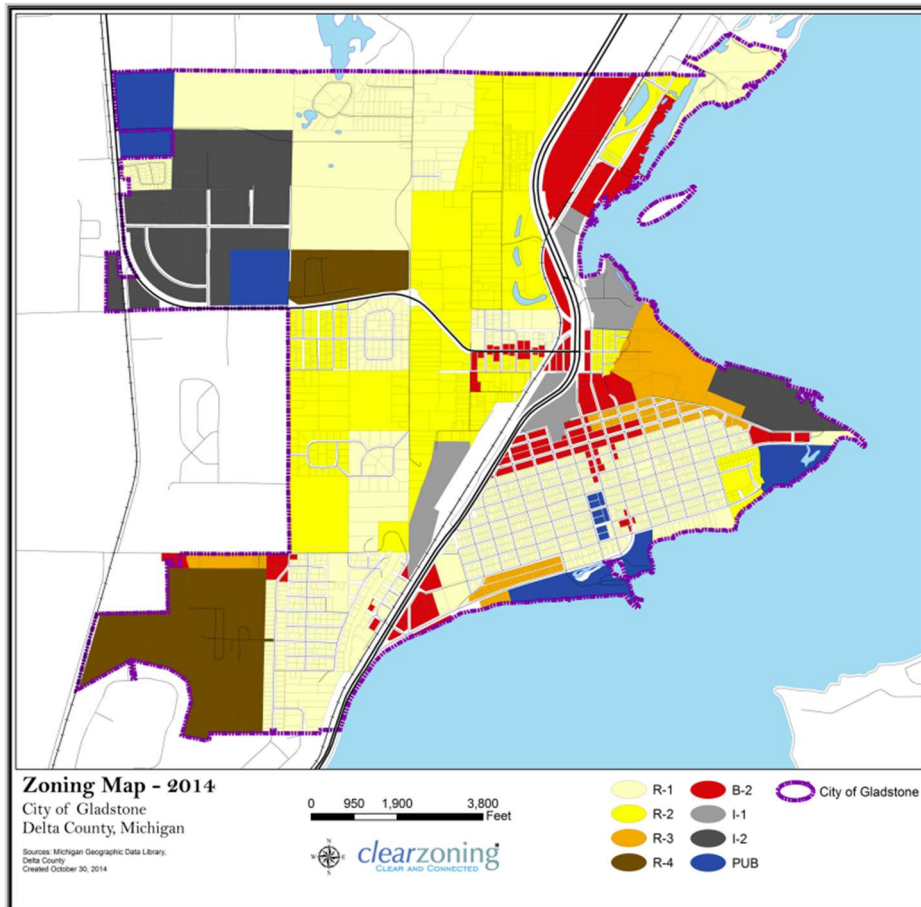 Zoning Map - 2014
City of Gladstone
Delta County, Michigan
Sources: Michigan Geographic Data Library,
Delta County
Created October 30, 2014
0 950 1,900 3,800
Feet
N
W E
S
clearzoning
CLEAR AND CONNECTED
R-1
R-2
R-3
R-4
B-2
I-1
I-2
PUB
City of Gladstone